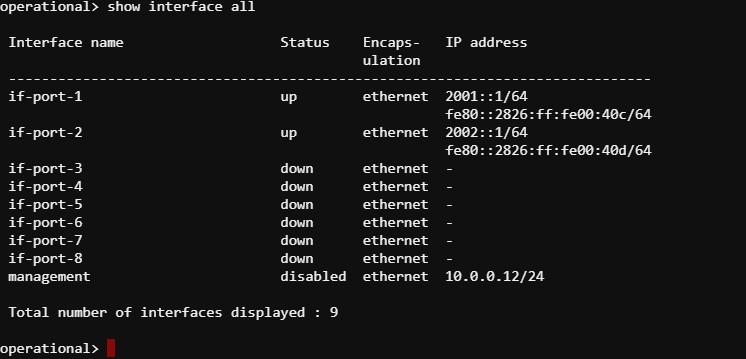 operational> show interface all
Interface name                   Status    Encaps-   IP address
                                           ulation
------------------------------------------------------------------------------
if-port-1                        up        ethernet  2001::1/64
                                                     fe80::2826:ff:fe00:40c/64
if-port-2                        up        ethernet  2002::1/64
                                                     fe80::2826:ff:fe00:40d/64
if-port-3                        down      ethernet  -
if-port-4                        down      ethernet  -
if-port-5                        down      ethernet  -
if-port-6                        down      ethernet  -
if-port-7                        down      ethernet  -
if-port-8                        down      ethernet  -
management                       disabled  ethernet  10.0.0.12/24
Total number of interfaces displayed : 9
operational>